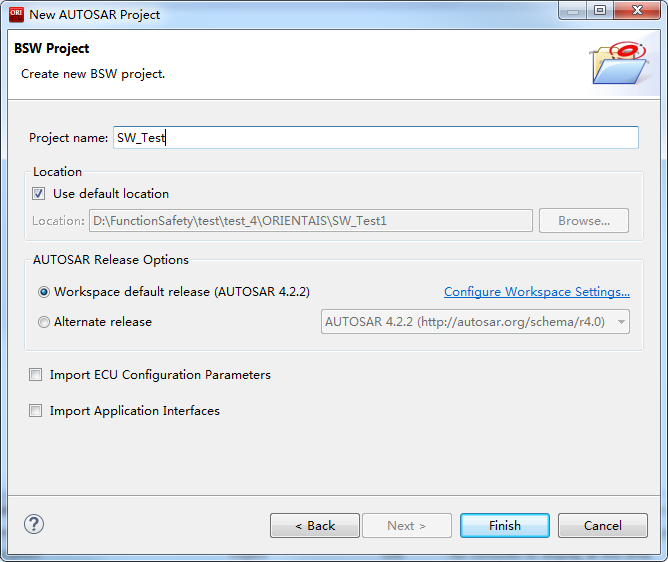 ORI New AUTOSAR Project
BSW Project
Create new BSW project.
Project name: SW_Test
Location
Use default location
Location: D:\FunctionSafety\test\test_4\ORIENTAIS\SW_Test1 Browse...
AUTOSAR Release Options
Workspace default release (AUTOSAR 4.2.2) Configure Workspace Settings...
Alternate release AUTOSAR 4.2.2 (http://autosar.org/schema/r4.0)
Import ECU Configuration Parameters
Import Application Interfaces
? < Back Next > Finish Cancel